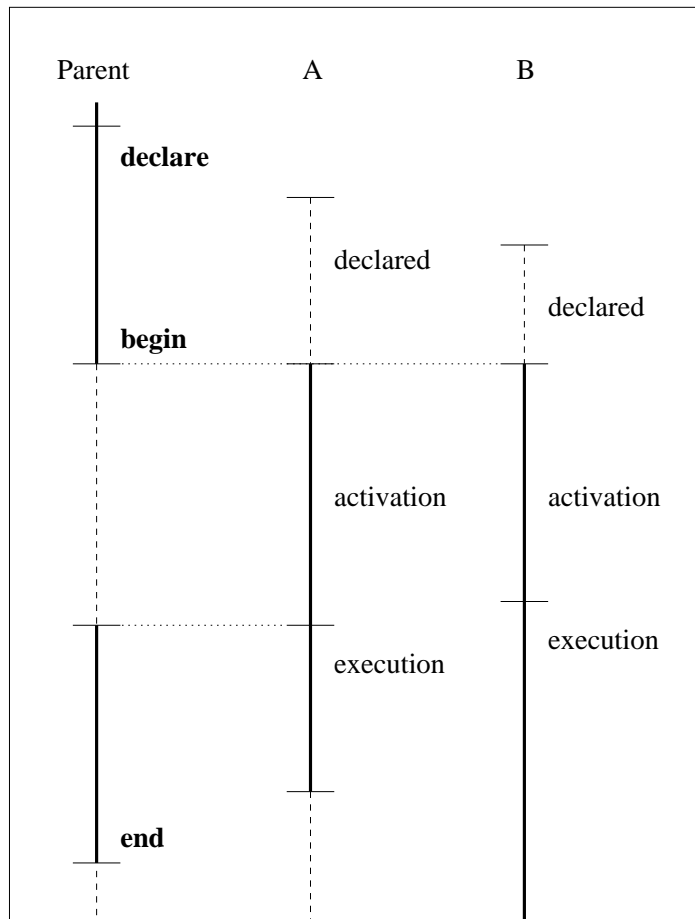 Parent A B
declare
declared
declared
begin
activation activation
execution
execution
end